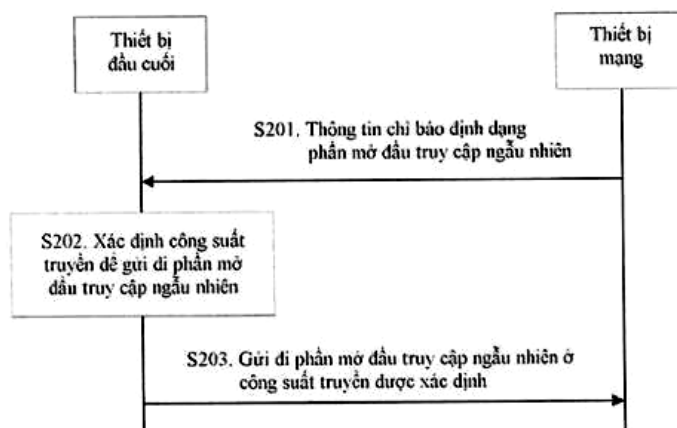 Thiết bị
đầu cuối
Thiết bị
mạng
S201. Thông tin chỉ báo định dạng
phần mở đầu truy cập ngẫu nhiên
S202. Xác định công suất
truyền để gửi đi phần mở
đầu truy cập ngẫu nhiên
S203. Gửi đi phần mở đầu truy cập ngẫu nhiên ở
công suất truyền được xác định